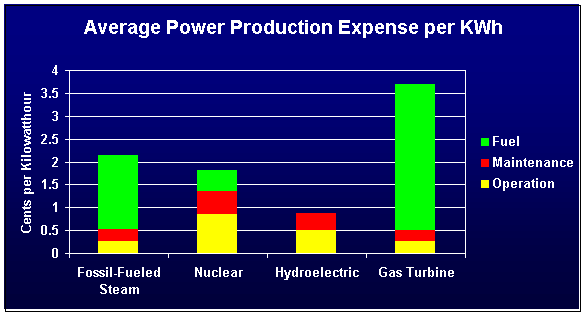 Average Power Production Expense per KWh
Cents per Kilowatthour
4
3.5
3
2.5
2
1.5
1
0.5
0
Fossil-Fueled
Steam
Nuclear
Hydroelectric
Gas Turbine
Fuel
Maintenance
Operation